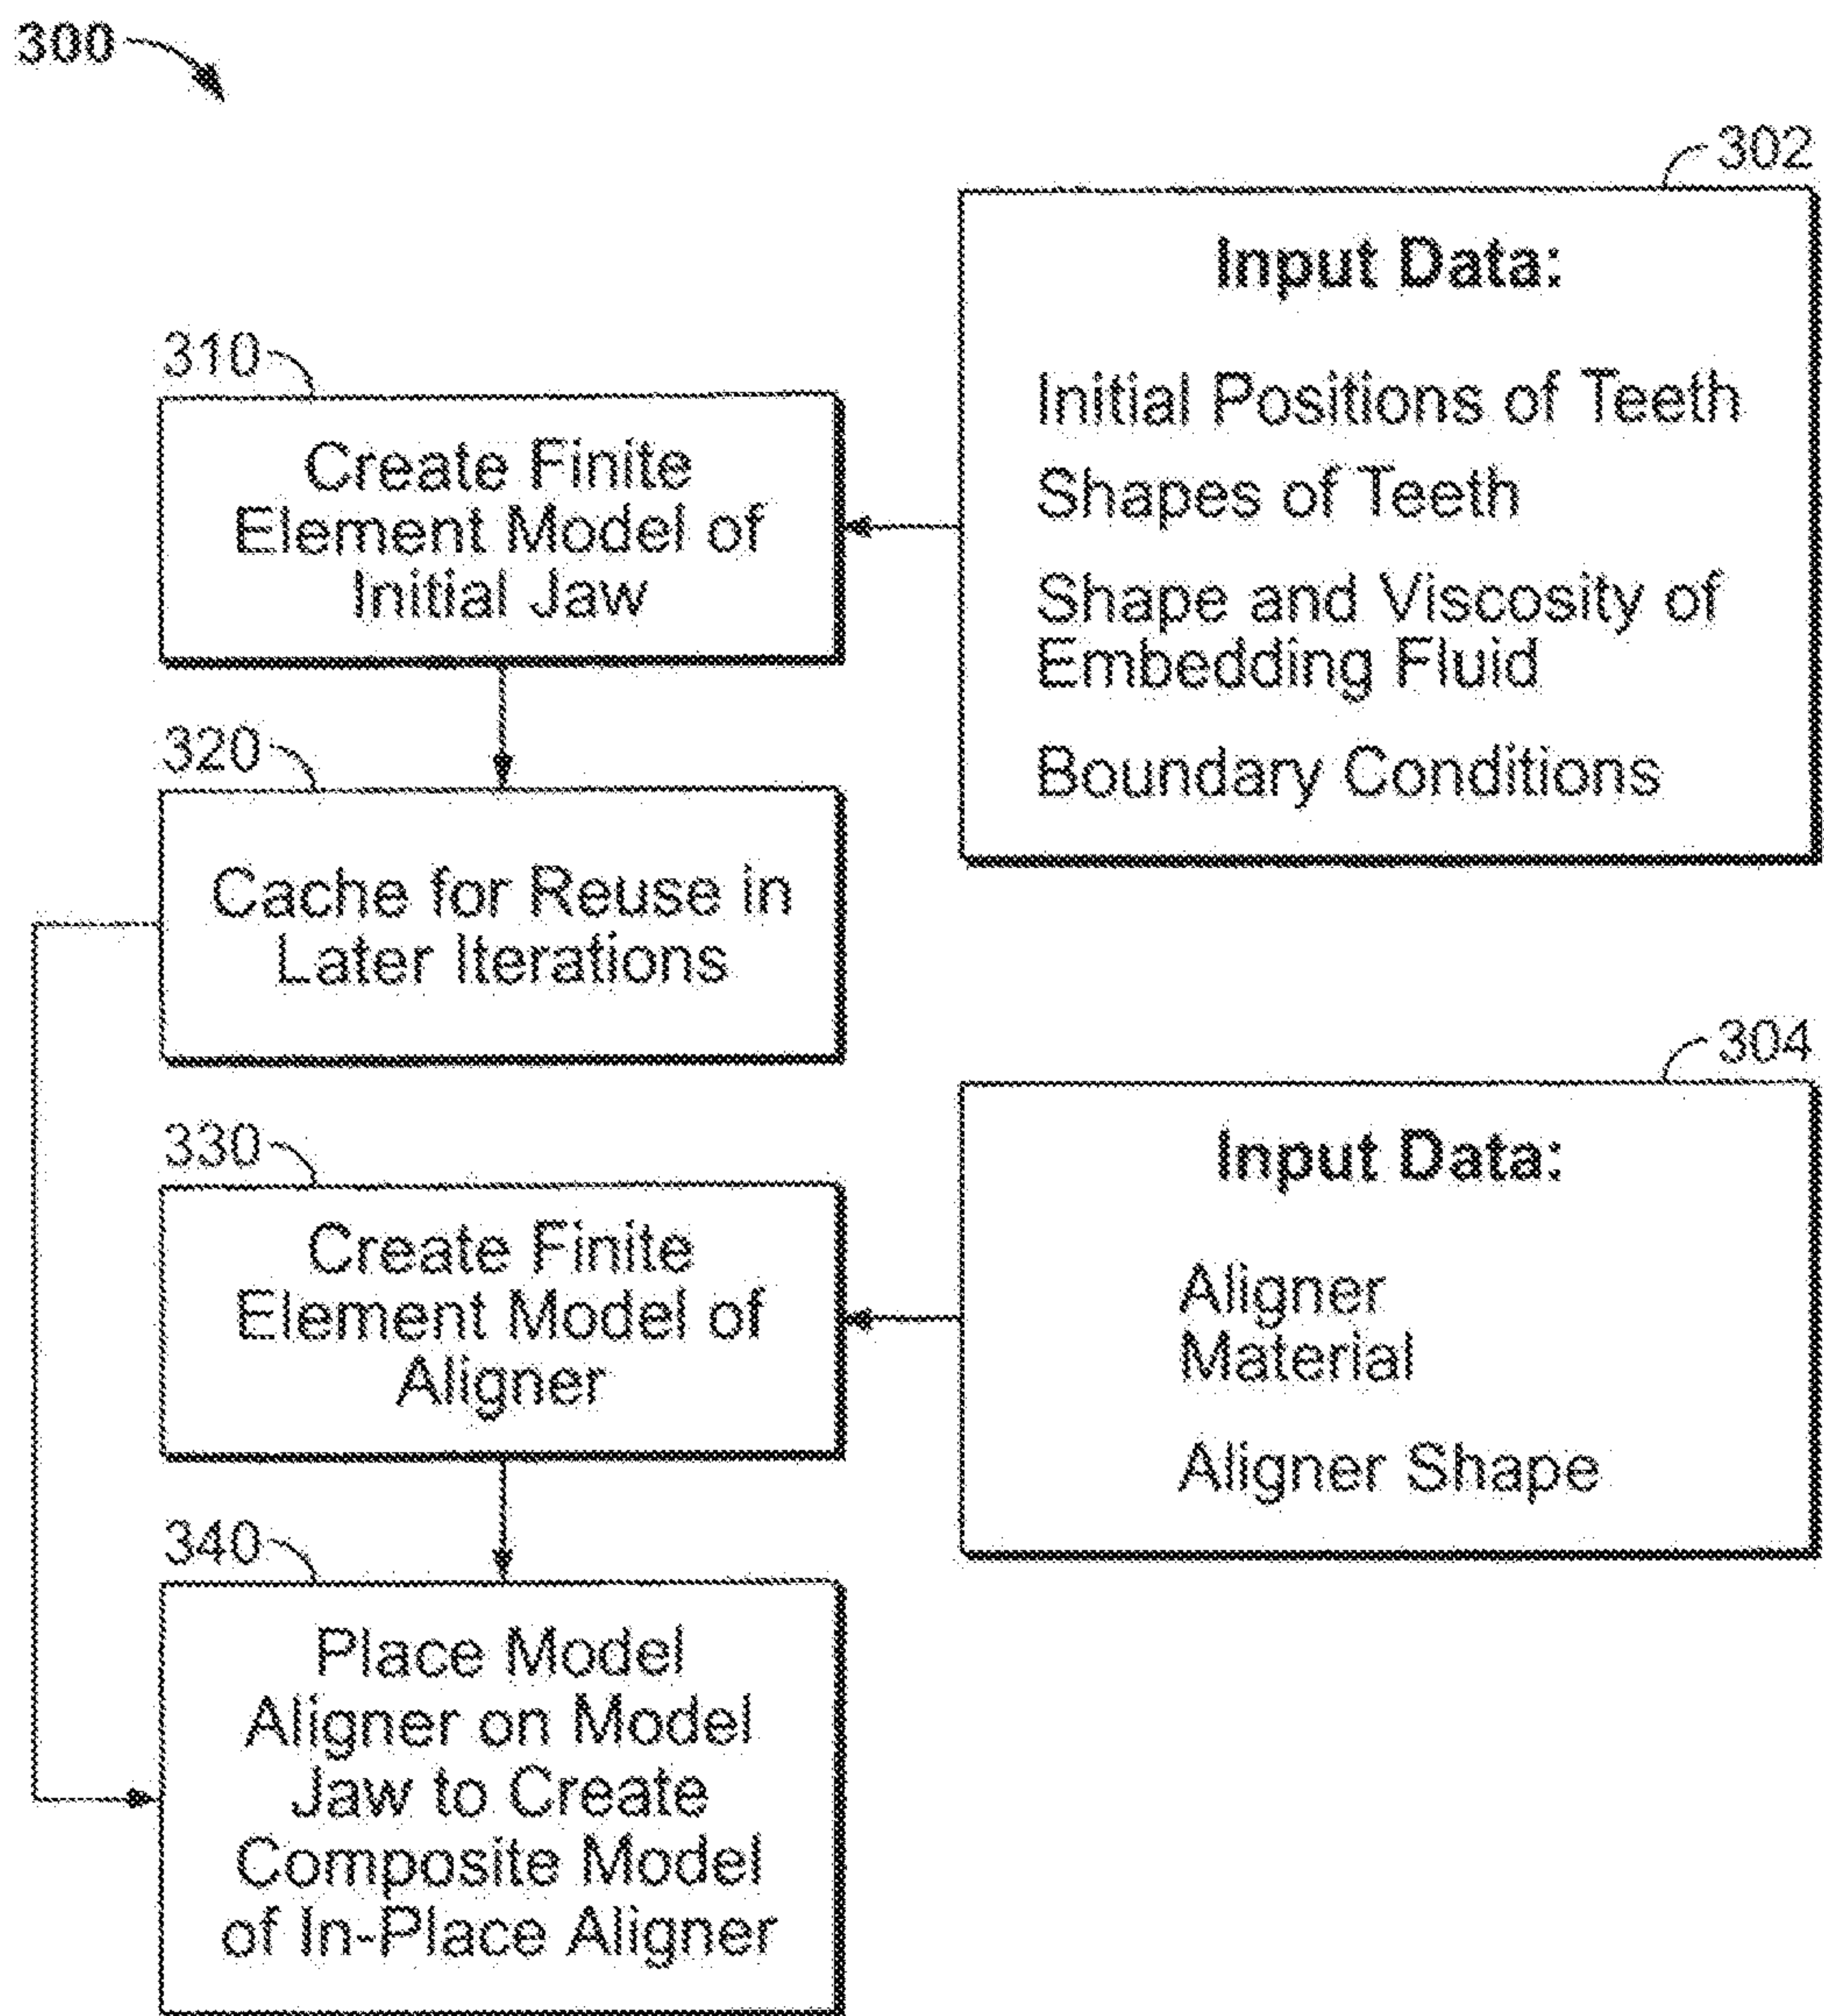 300
302
Input Data:
Initial Positions of Teeth
Shapes of Teeth
Shape and Viscosity of
Embedding Fluid
Boundary Conditions
310
Create Finite
Element Model of
Initial Jaw
320
Cache for Reuse in
Later Iterations
304
Input Data:
Aligner
Material
Aligner Shape
330
Create Finite
Element Model of
Aligner
340
Place Model
Aligner on Model
Jaw to Create
Composite Model
of In-Place Aligner